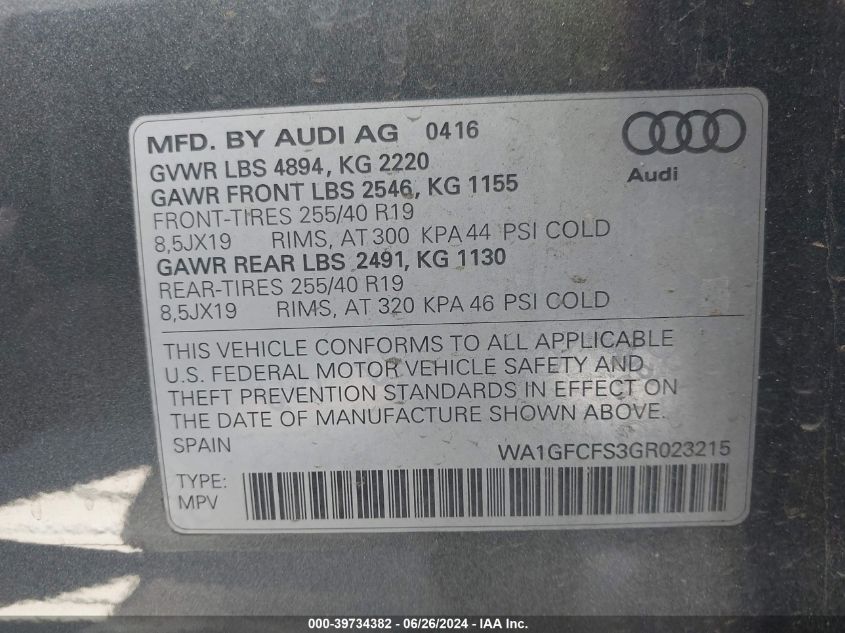 MFD. BY AUDI AG 0416
Audi
GVWR LBS 4894, KG 2220
GAWR FRONT LBS 2546, KG 1155
FRONT-TIRES 255/40 R19
8,5JX19 RIMS, AT 300 KPA 44 PSI COLD
GAWR REAR LBS 2491, KG 1130
REAR-TIRES 255/40 R19
8,5JX19 RIMS, AT 320 KPA 46 PSI COLD
THIS VEHICLE CONFORMS TO ALL APPLICABLE
U.S. FEDERAL MOTOR VEHICLE SAFETY AND
THEFT PREVENTION STANDARDS IN EFFECT ON
THE DATE OF MANUFACTURE SHOWN ABOVE.
SPAIN WA1GFCFS3GR023215
TYPE:
MPV
000-39734382 - 06/26/2024 - IAA Inc.